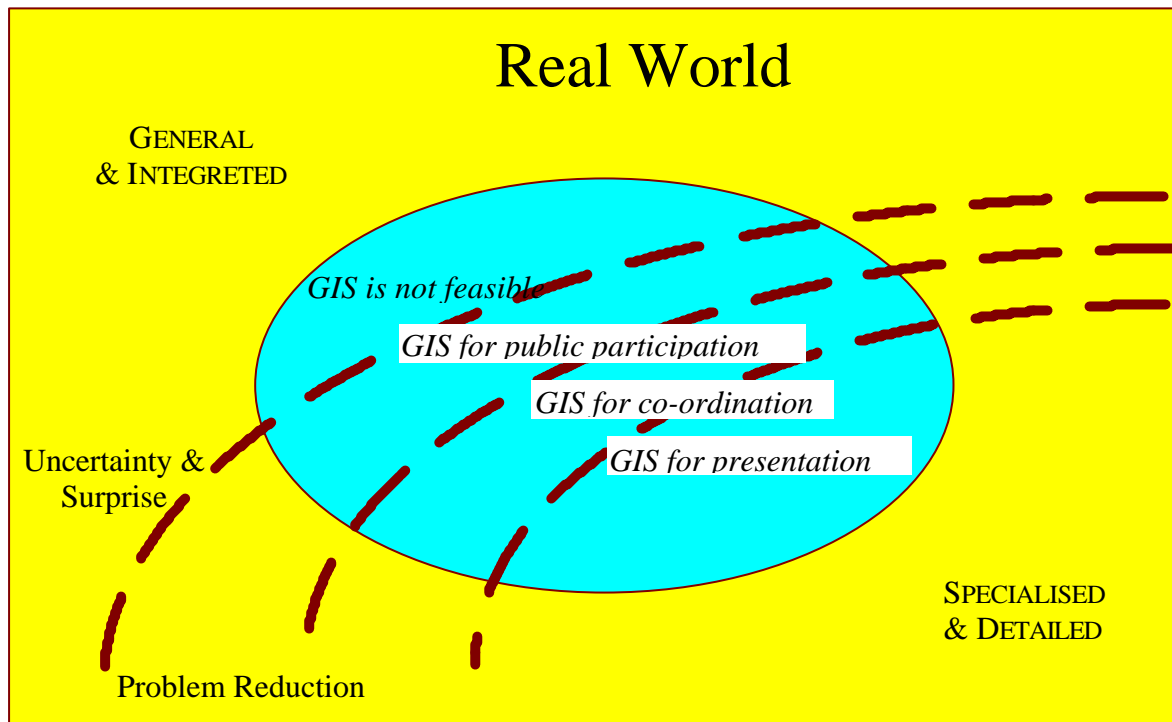 Real World
GENERAL
& INTEGRETED
GIS is not feasible
GIS for public participation
GIS for co-ordination
GIS for presentation
Uncertainty &
Surprise
SPECIALISED
& DETAILED
Problem Reduction